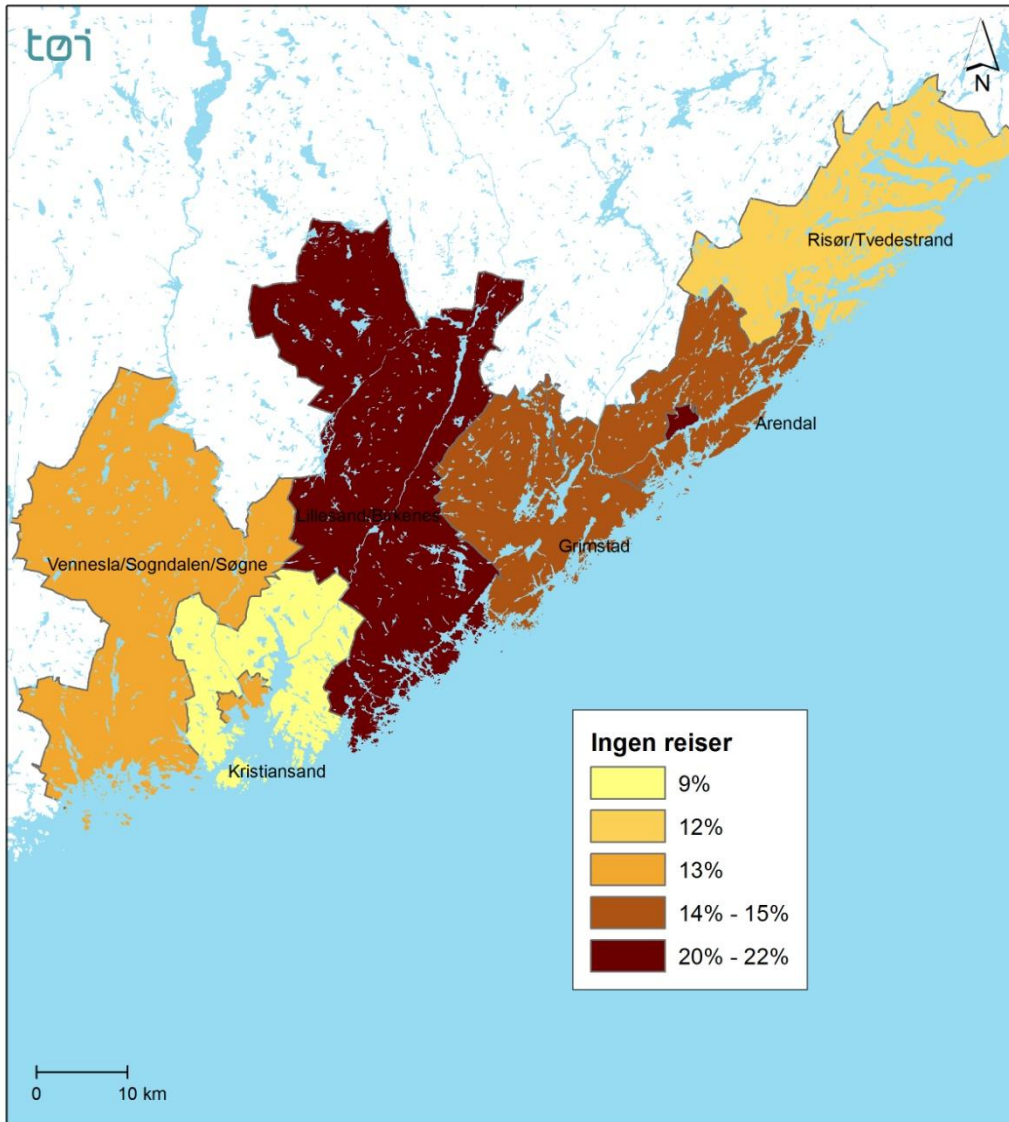 tøi
N
Risør/Tvedestrand
Arendal
Lillesand/Birkenes
Grimstad
Vennesla/Sogndalen/Søgne
Kristiansand
Ingen reiser
9%
12%
13%
14% - 15%
20% - 22%
0 10 km